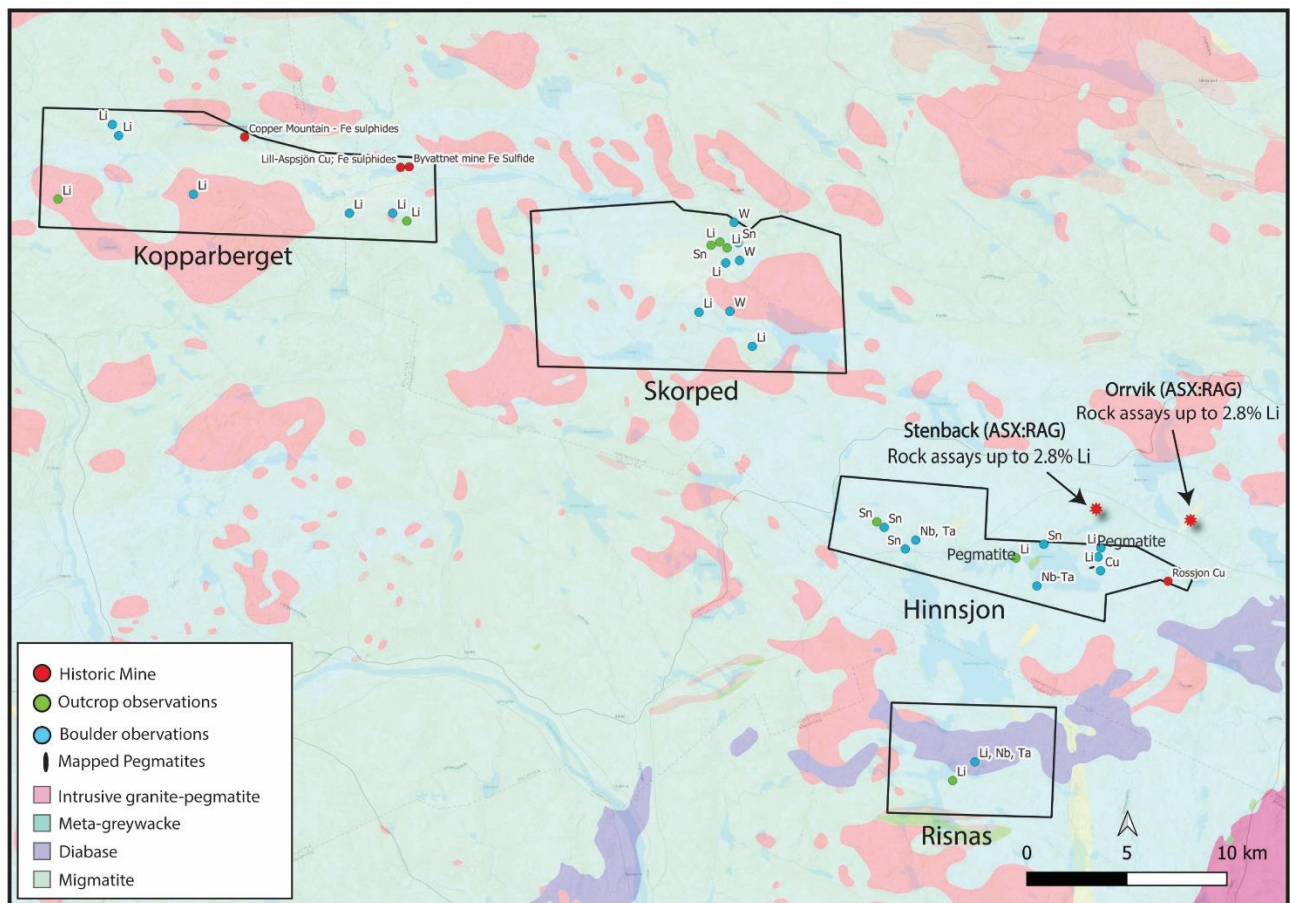 Li
Li
Copper Mountain - Fe sulphides
Lill-Aspsjön Cu; Fe sulphides
Byvattnet mine Fe Sulfide
Li
Li
Li
Li
Li
Kopparberget
W
Li
Li
Sn
Sn
W
Li
Li
W
Li
Skorped
Orrvik (ASX:RAG)
Rock assays up to 2.8% Li
Stenback (ASX:RAG)
Rock assays up to 2.8% Li
Sn
Sn
Nb, Ta
Sn
Sn
Li
Pegmatite
Pegmatite
Li
Li
Cu
Nb-Ta
Rossjon Cu
Hinnsjon
Li, Nb, Ta
Li
Risnas
Historic Mine
Outcrop observations
Boulder obervations
Mapped Pegmatites
Intrusive granite-pegmatite
Meta-greywacke
Diabase
Migmatite
0 5 10 km